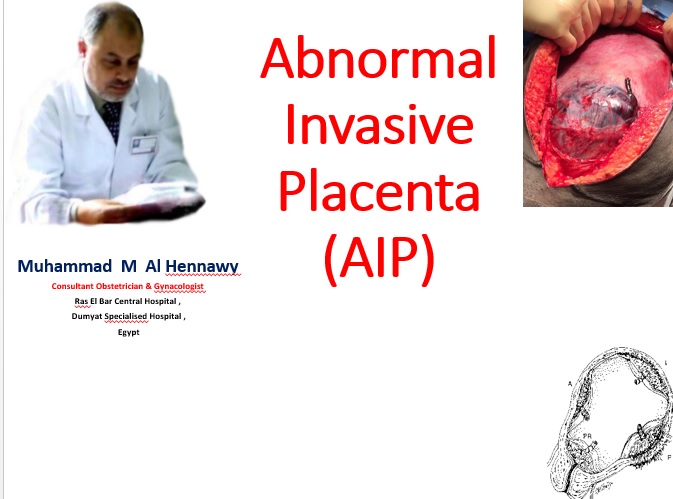 Abnormal
Invasive
Placenta
(AIP)
Muhammad M Al Hennawy
Consultant Obstetrician & Gynacologist
Ras El Bar Central Hospital ,
Dumyat Specialised Hospital ,
Egypt
A
PR
F